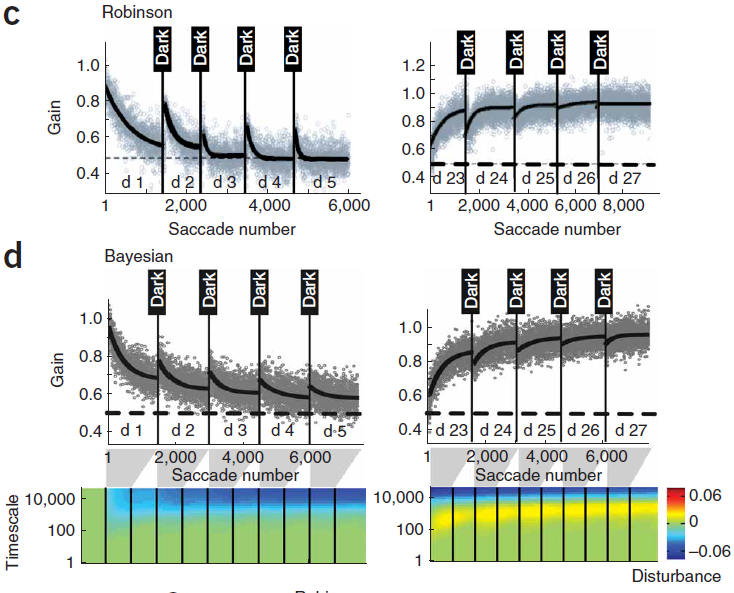 c
Robinson
Dark Dark Dark Dark
Dark Dark Dark Dark
Gain
1.0
0.8
0.6
0.4
d 1 d 2 d 3 d 4 d 5
1 2,000 4,000 6,000
Saccade number
1.2
1.0
0.8
0.6
0.4
d 23 d 24 d 25 d 26 d 27
1 2,000 4,000 6,000 8,000
Saccade number
d
Bayesian
Dark Dark Dark Dark
Dark Dark Dark Dark
Gain
1.0
0.8
0.6
0.4
d 1 d 2 d 3 d 4 d 5
1 2,000 4,000 6,000
Saccade number
1.0
0.8
0.6
0.4
d 23 d 24 d 25 d 26 d 27
1 2,000 4,000 6,000
Saccade number
Timescale
10,000
100
1
10,000
100
1
0.06
0
–0.06
Disturbance